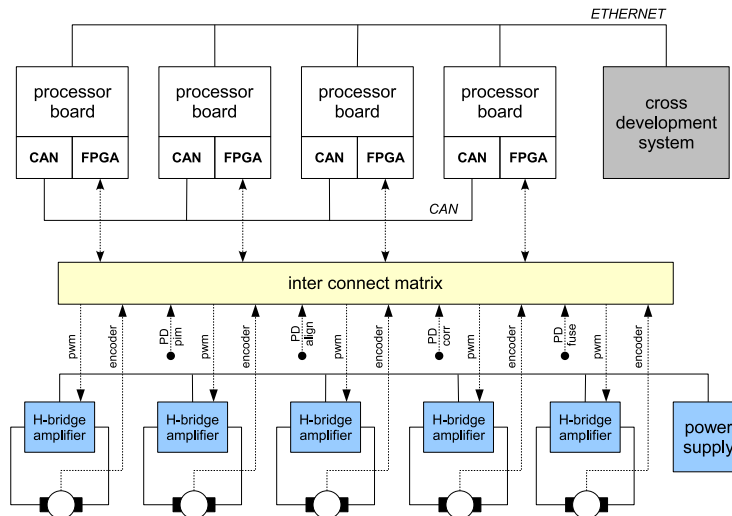 ETHERNET
processor
board
processor
board
processor
board
processor
board
cross
development
system
CAN
FPGA
CAN
FPGA
CAN
FPGA
CAN
FPGA
CAN
inter connect matrix
pwm
encoder
PD
pim
pwm
encoder
PD
align
pwm
encoder
PD
corr
pwm
encoder
PD
fuse
pwm
encoder
H-bridge
amplifier
H-bridge
amplifier
H-bridge
amplifier
H-bridge
amplifier
H-bridge
amplifier
power
supply